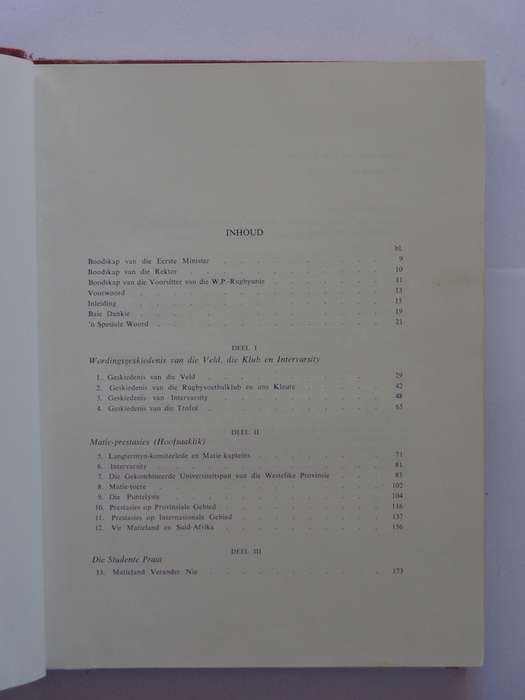 INHOUD
bl.
Boodskap van die Eerste Minister . . . . . . . . 9
Boodskap van die Rektor . . . . . . . . . 10
Boodskap van die Voorsitter van die W.P.-Rugbyunie . . . . . 11
Voorwoord . . . . . . . . . . . 13
Inleiding . . . . . . . . . . . 15
Baie Dankie . . . . . . . . . . . 19
'n Spesiale Woord . . . . . . . . . . 21
DEEL I
Wordingsgeskiedenis van die Veld, die Klub en Intervarsity
1. Geskiedenis van die Veld . . . . . . . . 29
2. Geskiedenis van die Rugbyvoetbalklub en ons Kleure . . . . 42
3. Geskiedenis van Intervarsity . . . . . . . 48
4. Geskiedenis van die Trofee . . . . . . . . 65
DEEL II
Matie-prestasies (Hoofsaaklik)
5. Langtermyn-komiteelede en Matie-kapteins . . . . . 71
6. Intervarsity . . . . . . . . . . 81
7. Die Gekombineerde Universiteitspan van die Westelike Provinsie . . 85
8. Matie-toere . . . . . . . . . . 102
9. Die Puntelyste . . . . . . . . . 104
10. Prestasies op Provinsiale Gebied . . . . . . 116
11. Prestasies op Internasionale Gebied . . . . . . 137
12. Vir Matieland en Suid-Afrika . . . . . . . 156
DEEL III
Die Studente Praat
13. Matieland Verander Nie . . . . . . . . 173